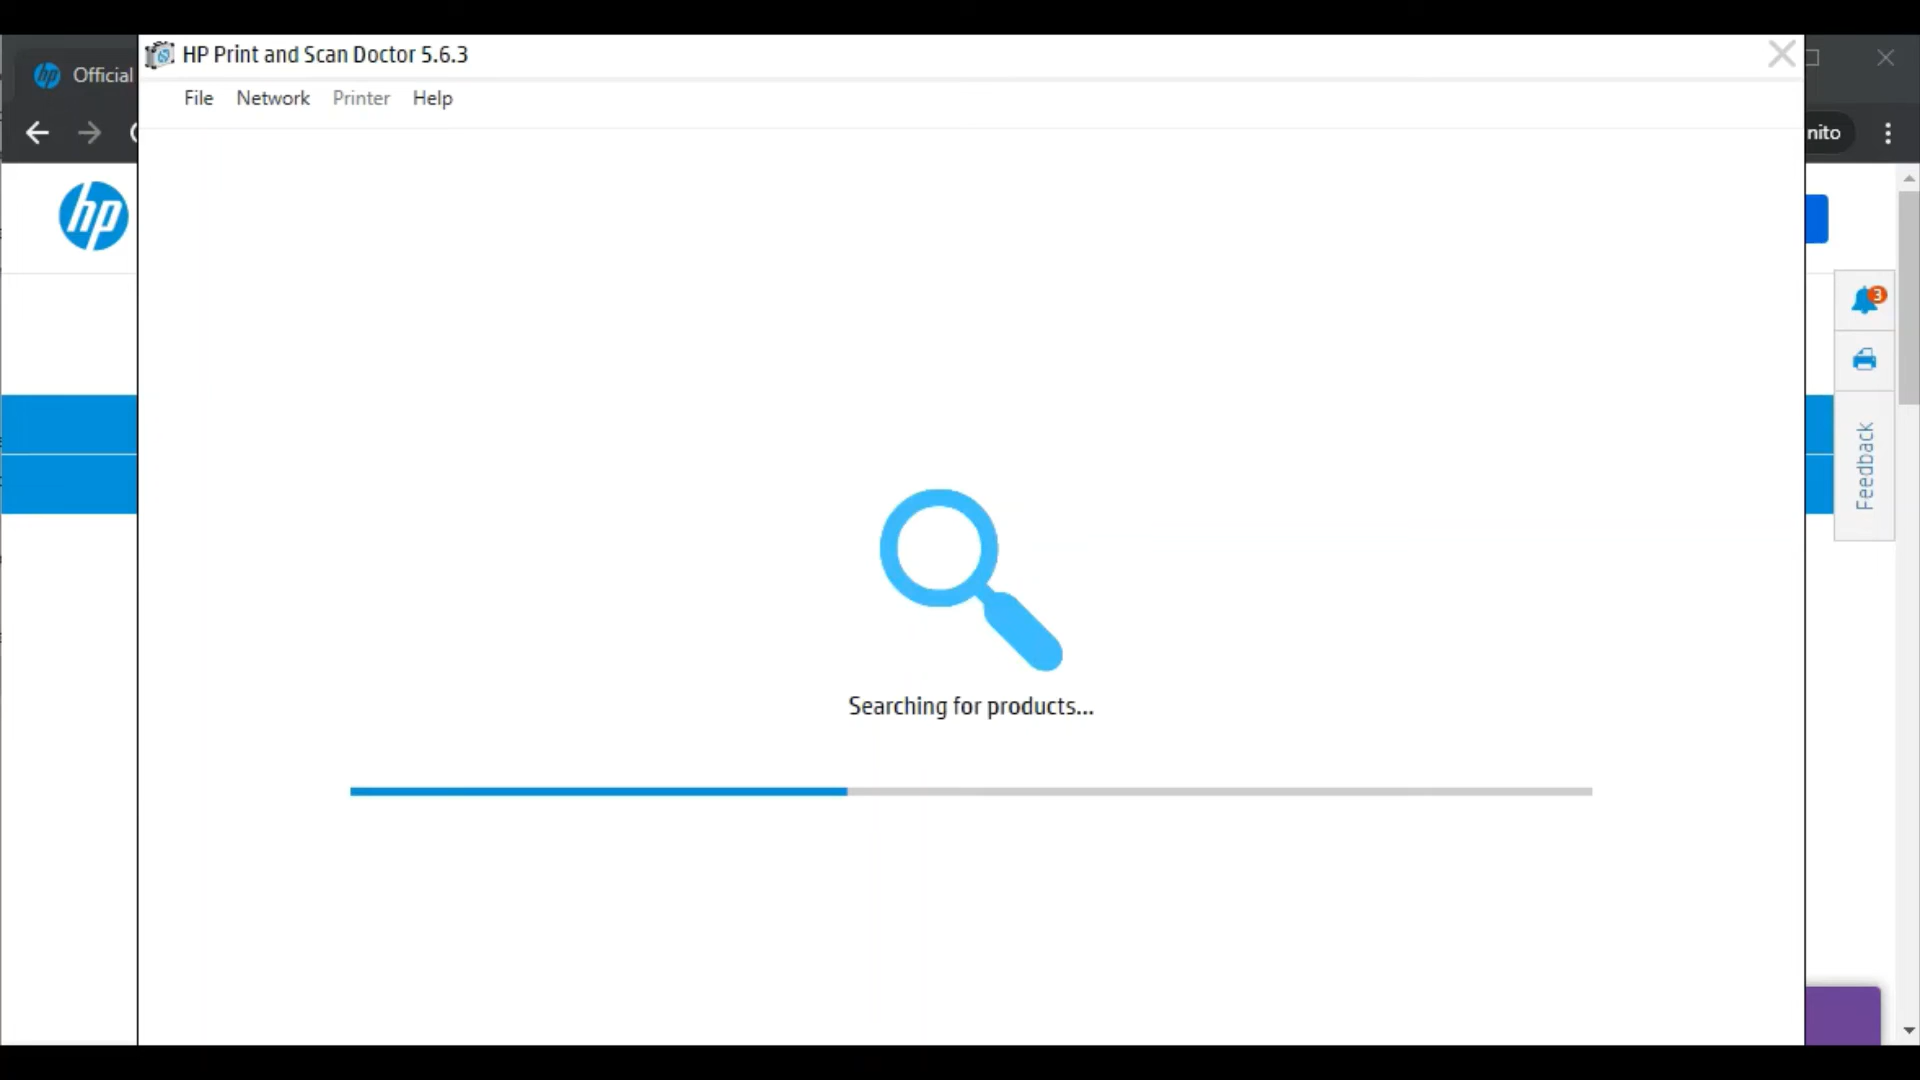 HP Print and Scan Doctor 5.6.3
Official
File Network Printer Help
nito
hp
3
Feedback
Searching for products...